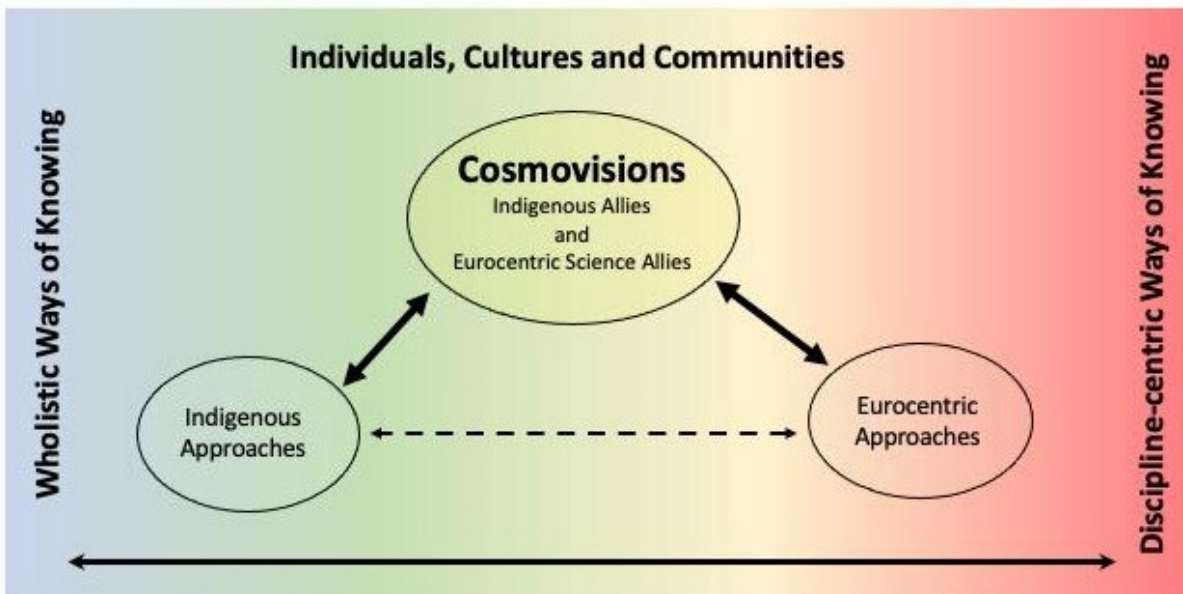 Individuals, Cultures and Communities
Wholistic Ways of Knowing
Cosmovisions
Indigenous Allies
and
Eurocentric Science Allies
Indigenous
Approaches
Eurocentric
Approaches
Discipline-centric Ways of Knowing